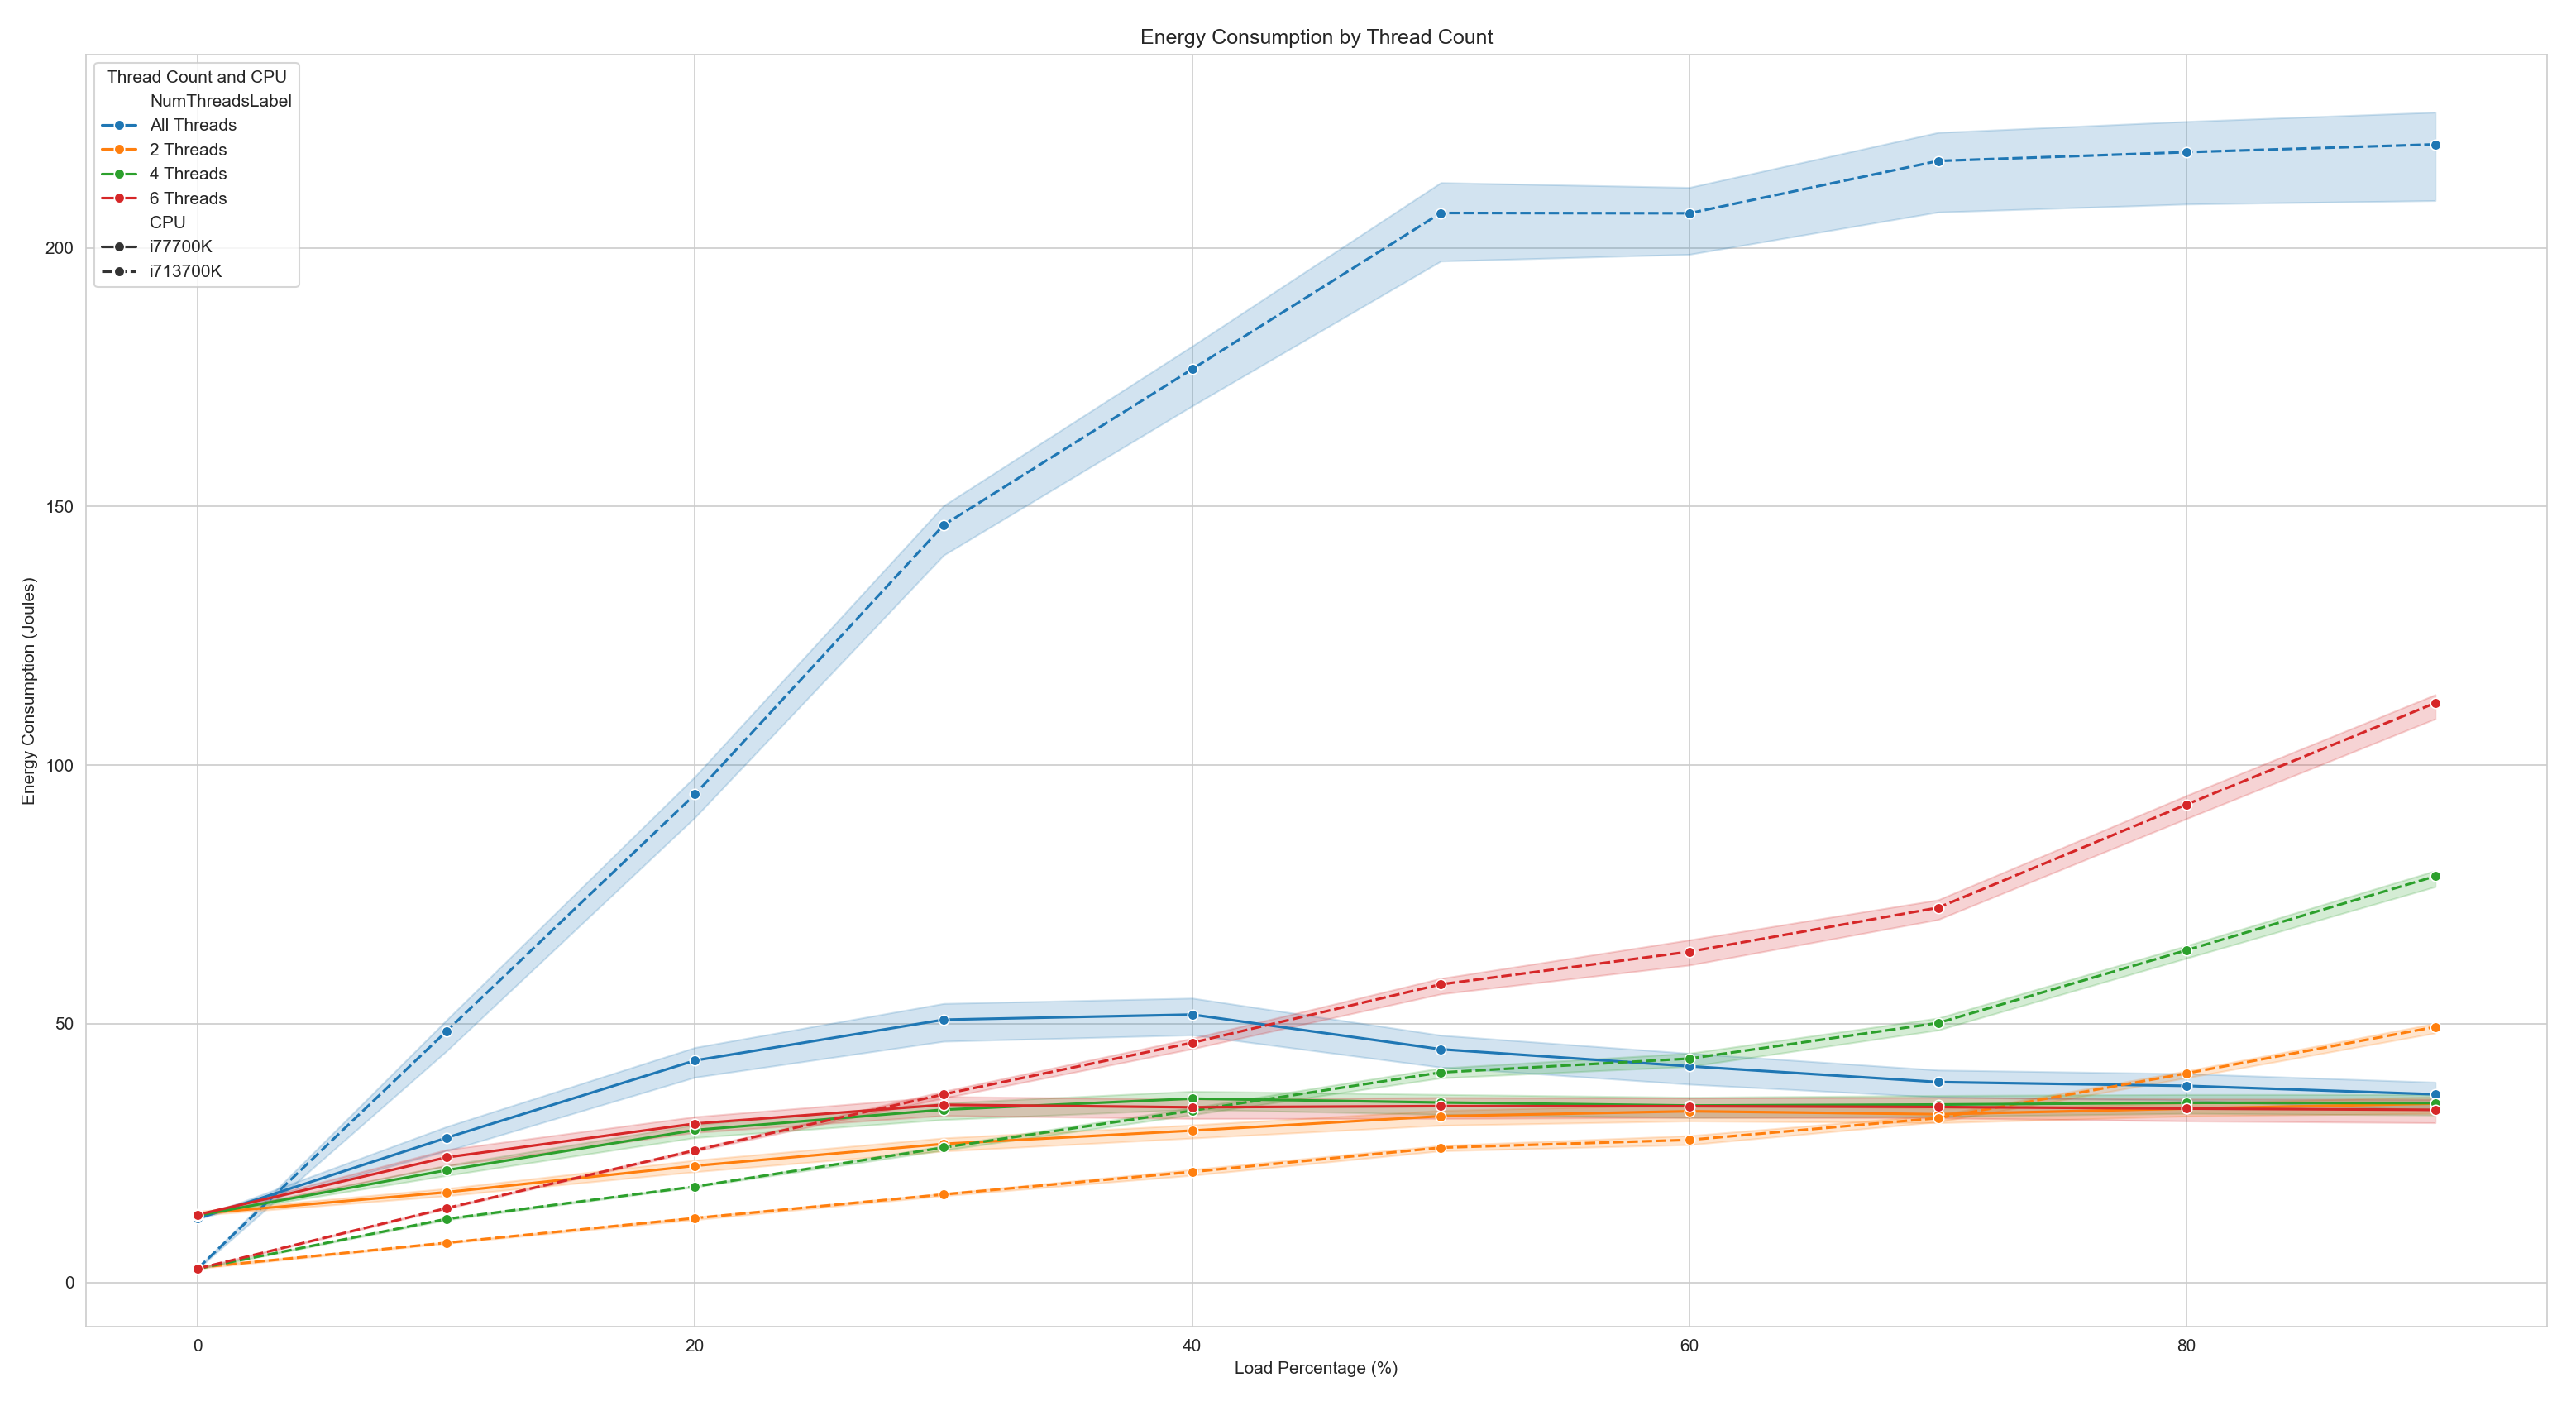 Energy Consumption by Thread Count
Thread Count and CPU
NumThreadsLabel
All Threads
2 Threads
4 Threads
6 Threads
CPU
i77700K
i713700K
Energy Consumption (Joules)
200
150
100
50
0
0 20 40 60 80
Load Percentage (%)